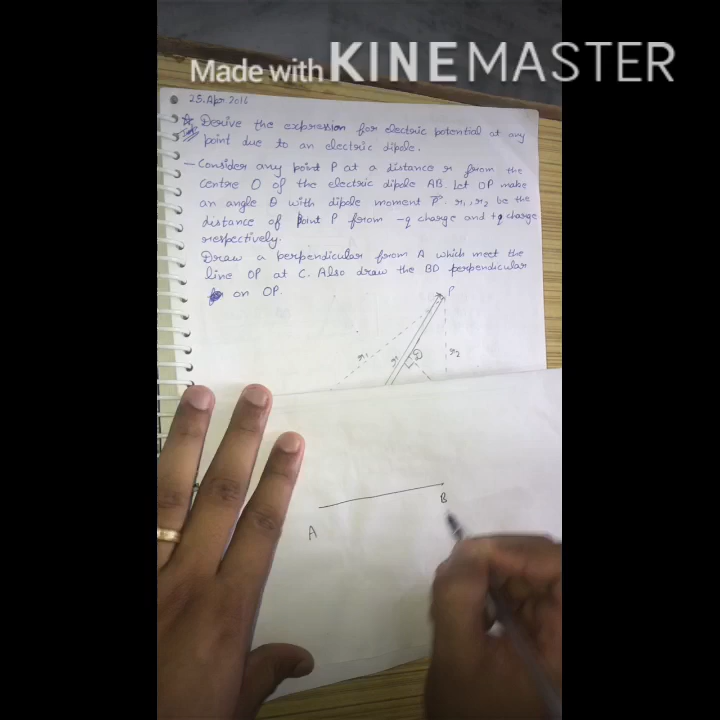 Made with KINEMASTER
25. Apr 2016
Derive the expression for electric potential at any
point due to an electric dipole.
- Consider any point P at a distance r from the
centre O of the electric dipole AB. Let OP make
an angle θ with dipole moment P. r₁, r₂ be the
distance of point P from -q charge and +q charge
respectively.
Draw a perpendicular from A which meet the
line OP at C. Also draw the BD perpendicular
on OP.
P
r₁
r
D
r₂
A
B